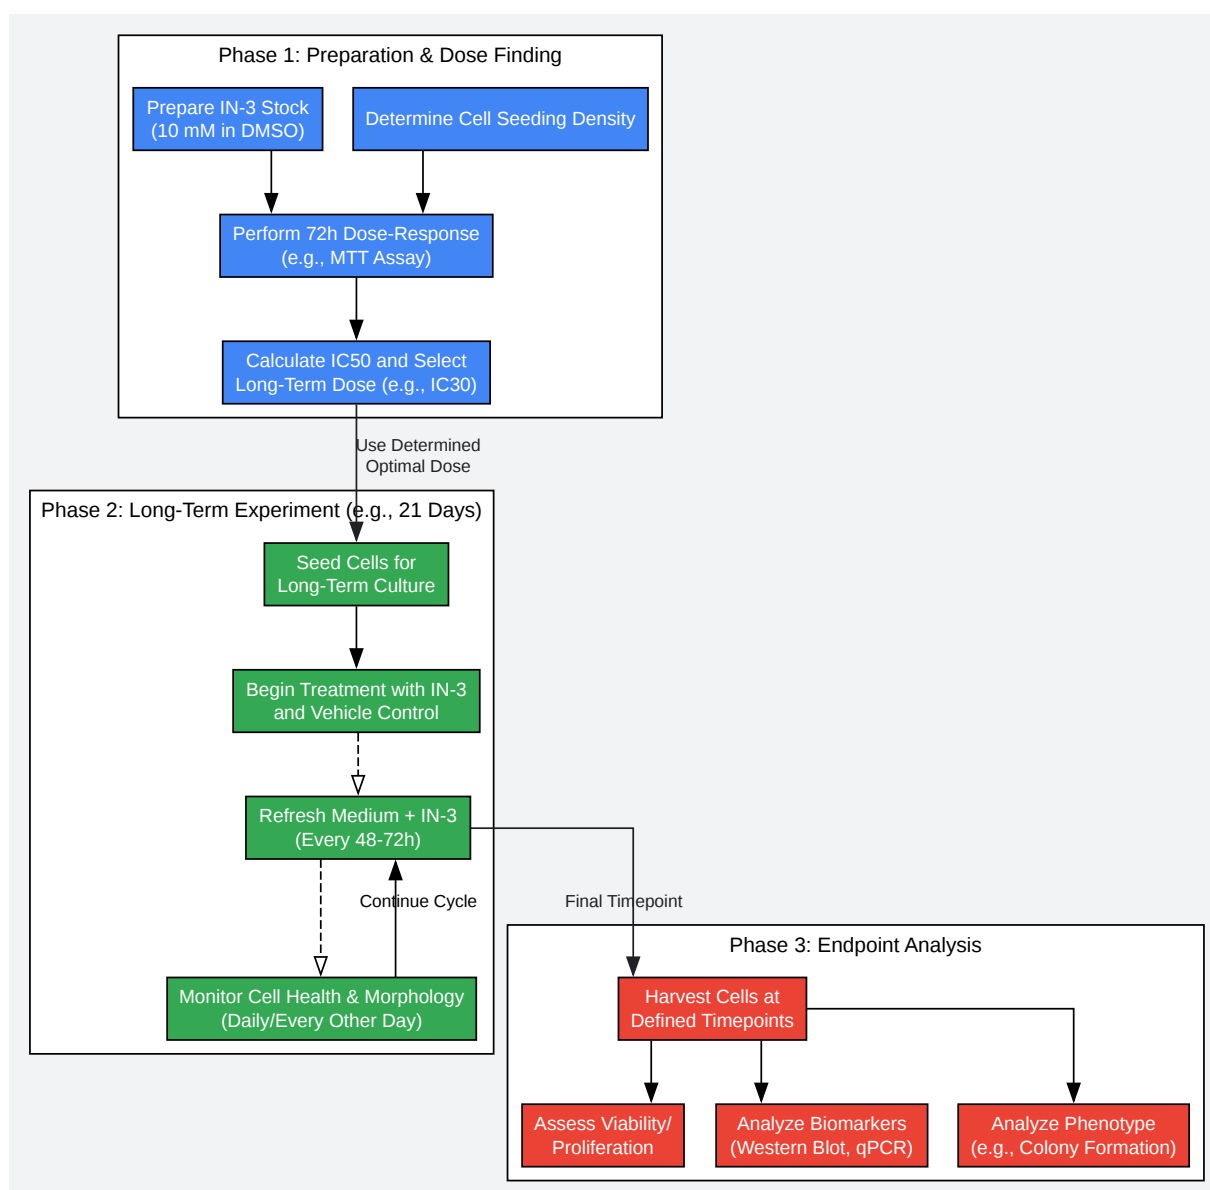 Phase 1: Preparation & Dose Finding
Prepare IN-3 Stock
(10 mM in DMSO)
Determine Cell Seeding Density
Perform 72h Dose-Response
(e.g., MTT Assay)
Calculate IC50 and Select
Long-Term Dose (e.g., IC30)
Use Determined
Optimal Dose
Phase 2: Long-Term Experiment (e.g., 21 Days)
Seed Cells for
Long-Term Culture
Begin Treatment with IN-3
and Vehicle Control
Refresh Medium + IN-3
(Every 48-72h)
Continue Cycle
Final Timepoint
Monitor Cell Health & Morphology
(Daily/Every Other Day)
Phase 3: Endpoint Analysis
Harvest Cells at
Defined Timepoints
Assess Viability/
Proliferation
Analyze Biomarkers
(Western Blot, qPCR)
Analyze Phenotype
(e.g., Colony Formation)